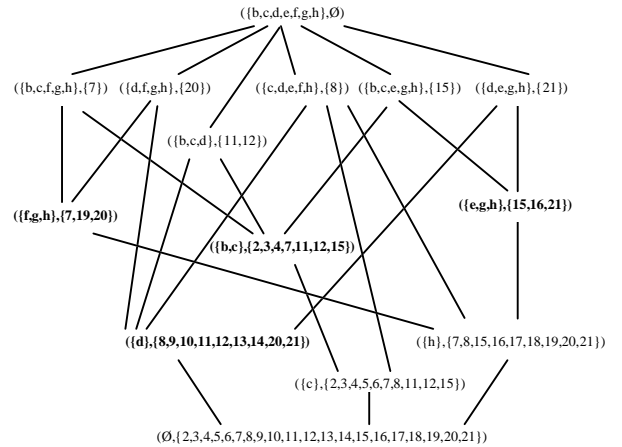 ({b,c,d,e,f,g,h},Ø)
({b,c,f,g,h},{7}) ({d,f,g,h},{20}) ({c,d,e,f,h},{8}) ({b,c,e,g,h},{15}) ({d,e,g,h},{21})
({b,c,d},{11,12})
({f,g,h},{7,19,20}) ({e,g,h},{15,16,21})
({b,c},{2,3,4,7,11,12,15})
({d},{8,9,10,11,12,13,14,20,21}) ({h},{7,8,15,16,17,18,19,20,21})
({c},{2,3,4,5,6,7,8,11,12,15})
(Ø,{2,3,4,5,6,7,8,9,10,11,12,13,14,15,16,17,18,19,20,21})